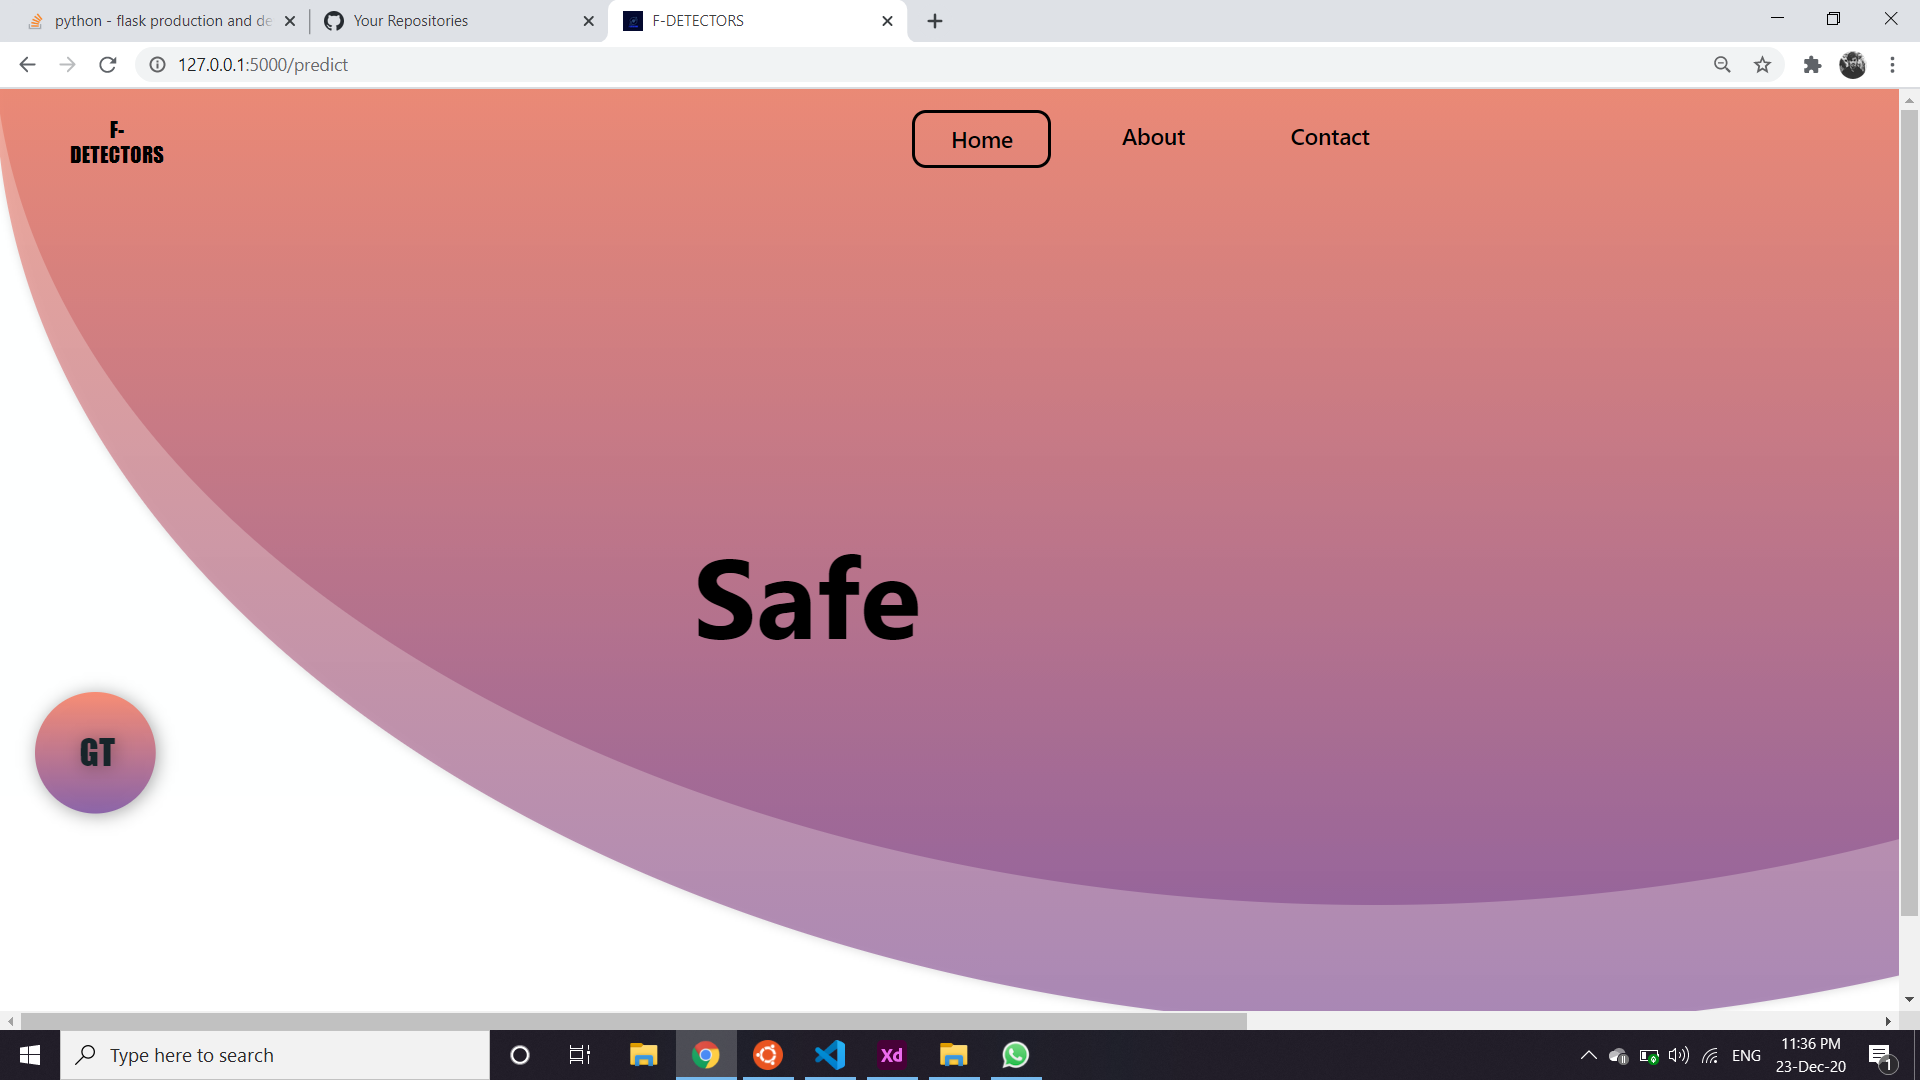 python - flask production and de
Your Repositories
F-DETECTORS
127.0.0.1:5000/predict
F-
DETECTORS
Home
About
Contact
Safe
GT
Type here to search
Xd
ENG
11:36 PM
23-Dec-20
1